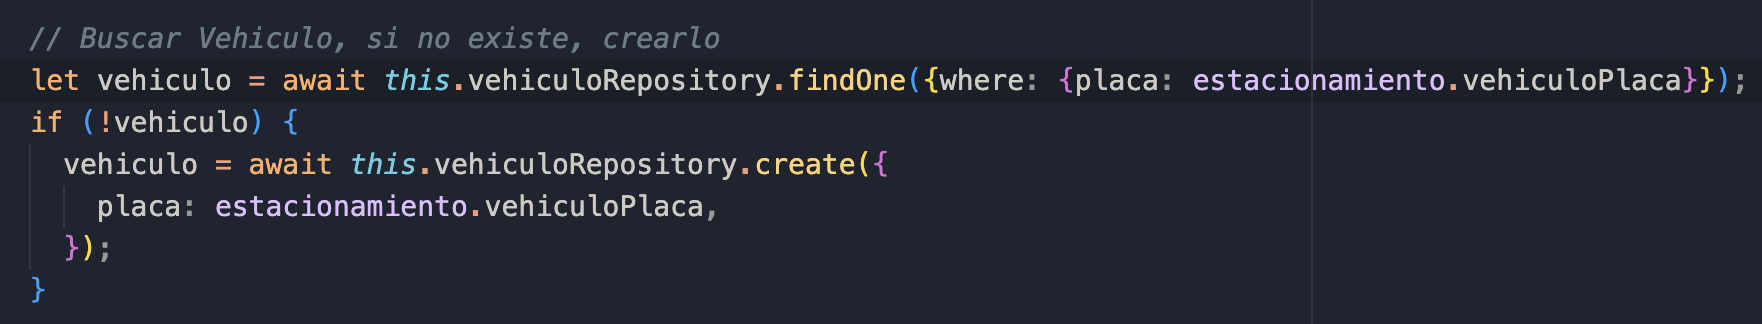 // Buscar Vehiculo, si no existe, crearlo
let vehiculo = await this.vehiculoRepository.findOne({where: {placa: estacionamiento.vehiculoPlaca}});
if (!vehiculo) {
  vehiculo = await this.vehiculoRepository.create({
    placa: estacionamiento.vehiculoPlaca,
  });
}